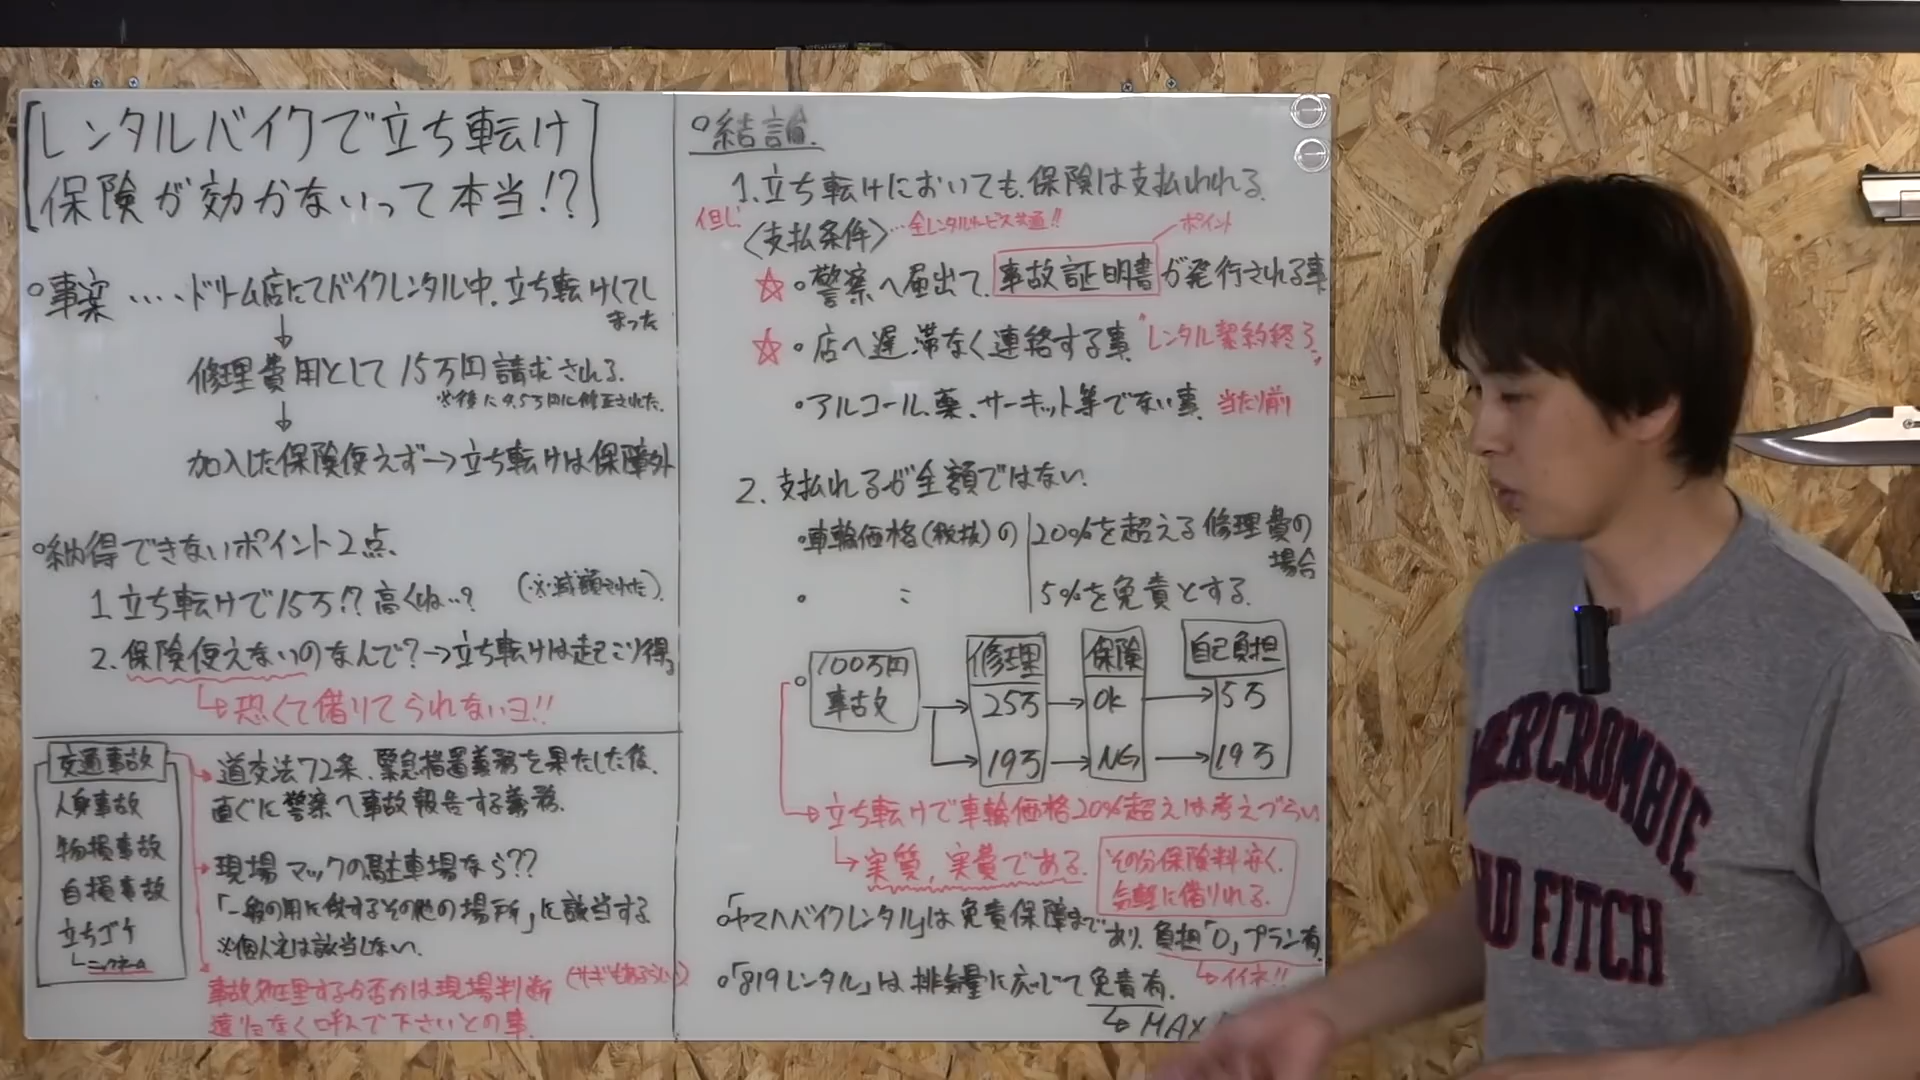 レンタルバイクで立ち転け
保険が効かないって本当!?
事案....ドリーム店にてバイクレンタル中、立ち転けしてし
まった
↓
修理費用として15万円請求される。
※後に9.5万円に修正された。
↓
加入した保険使えず→立ち転けは保障外
納得できないポイント2点、
1.立ち転けで15万!?高くね..?
(※減額された)
2.保険使えないのなんで?→立ち転けは起こり得る
↳恐くて借りてられないヨ!!
交通事故
人身事故
物損事故
自損事故
立ちゴケ
道交法72条、緊急措置義務を果たした後、
直ぐに警察へ事故報告する義務。
現場マックの駐車場なら??
「一般の用に供するその他の場所」に該当する
※個人宅は該当しない。
事故処理するか否かは現場判断
遠慮なく呼んで下さいとの事。
結論.
1.立ち転けにおいても、保険は支払われる。
但し
〈支払条件〉…全レンタルサービス共通!!
ポイント
☆・警察へ届出て、事故証明書が発行される事
☆・店へ遅滞なく連絡する事、"レンタル契約終了"
・アルコール、薬、サーキット等でない事、当たり前
2.支払れるが全額ではない。
・車輪価格(税抜)の
20%を超える修理費の
場合
・ 〃
5%を免責とする。
100万円
事故
修理
保険
自己負担
25万→OK→5万
19万→NG→19万
立ち転けで車輪価格20%超えは考えづらい
↳実質、実費である。
その分保険料安く、
気軽に借りれる。
「ヤマハバイクレンタル」は免責保障まで
あり、負担「0」プラン有、
↳イイネ!!
「819レンタル」は排気量に応じて免責有.
↳MAX
ABERCROMBIE
AND FITCH